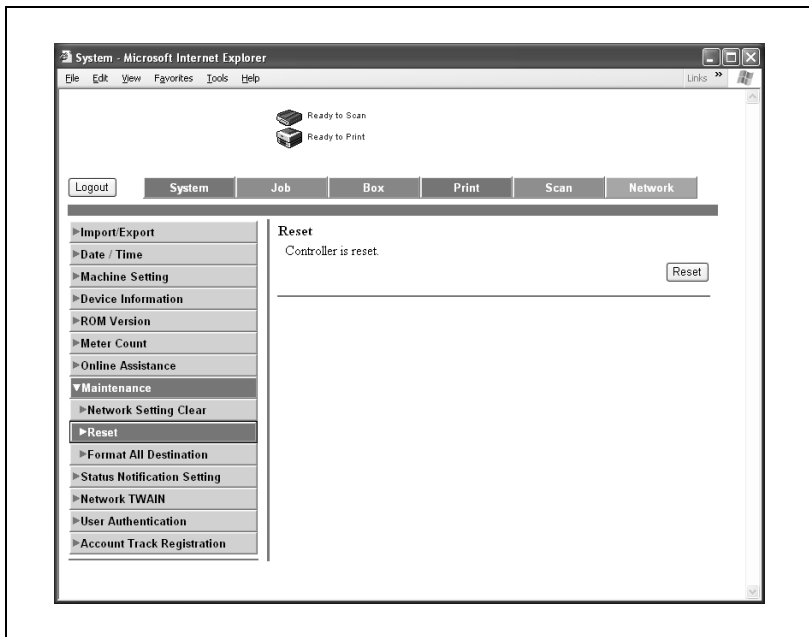 System - Microsoft Internet Explorer
File Edit View Favorites Tools Help
Links »
Ready to Scan
Ready to Print
Logout
System Job Box Print Scan Network
Import/Export
Date / Time
Machine Setting
Device Information
ROM Version
Meter Count
Online Assistance
Maintenance
Network Setting Clear
Reset
Format All Destination
Status Notification Setting
Network TWAIN
User Authentication
Account Track Registration
Reset
Controller is reset.
Reset